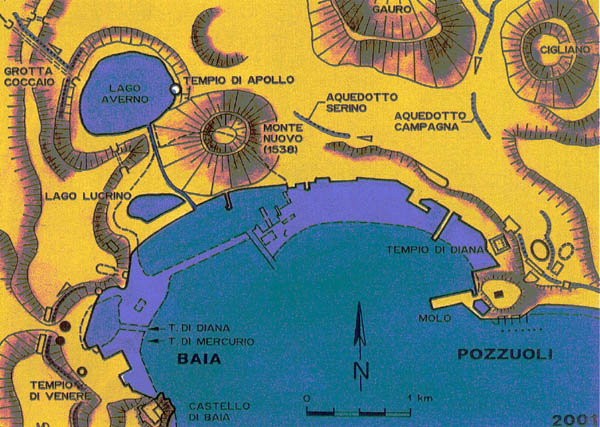 GAURO
CIGLIANO
GROTTA
COCCAIO
LAGO
AVERNO
TEMPIO DI APOLLO
AQUEDOTTO
SERINO
AQUEDOTTO
CAMPAGNA
MONTE
NUOVO
(1538)
LAGO LUCRINO
TEMPIO DI DIANA
MOLO
T. DI DIANA
T. DI MERCURIO
BAIA
N
POZZUOLI
TEMPIO
DI VENERE
0 1 km
CASTELLO
DI BAIA
2001